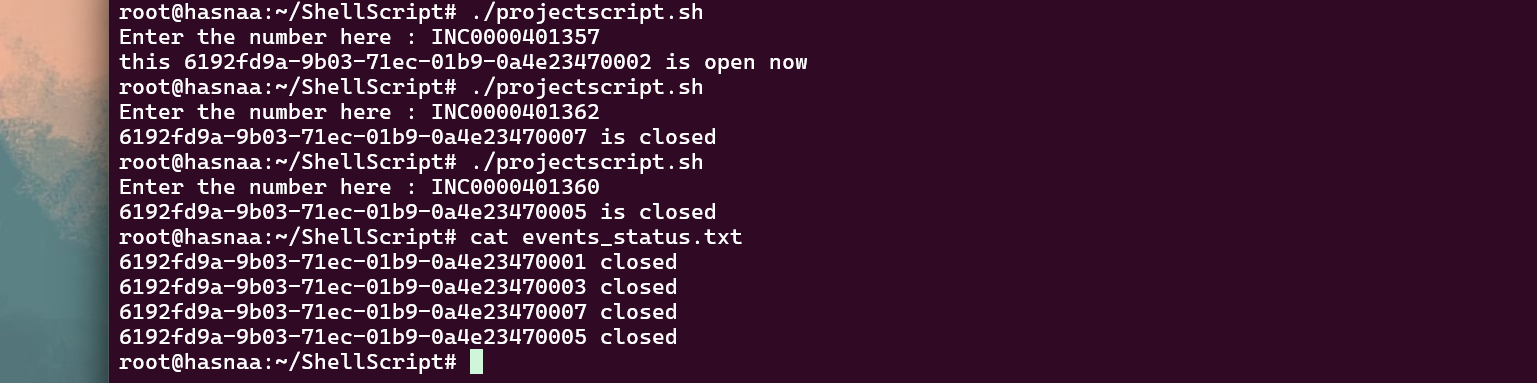 root@hasnaa:~/ShellScript# ./projectscript.sh
Enter the number here : INC0000401357
this 6192fd9a-9b03-71ec-01b9-0a4e23470002 is open now
root@hasnaa:~/ShellScript# ./projectscript.sh
Enter the number here : INC0000401362
6192fd9a-9b03-71ec-01b9-0a4e23470007 is closed
root@hasnaa:~/ShellScript# ./projectscript.sh
Enter the number here : INC0000401360
6192fd9a-9b03-71ec-01b9-0a4e23470005 is closed
root@hasnaa:~/ShellScript# cat events_status.txt
6192fd9a-9b03-71ec-01b9-0a4e23470001 closed
6192fd9a-9b03-71ec-01b9-0a4e23470003 closed
6192fd9a-9b03-71ec-01b9-0a4e23470007 closed
6192fd9a-9b03-71ec-01b9-0a4e23470005 closed
root@hasnaa:~/ShellScript#